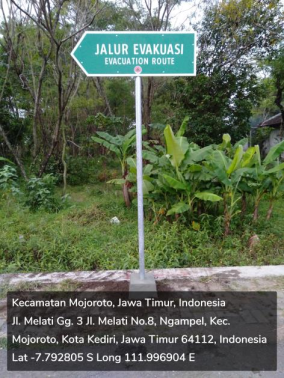 JALUR EVAKUASI
EVACUATION ROUTE
Kecamatan Mojoroto, Jawa Timur, Indonesia
Jl. Melati Gg. 3 Jl. Melati No.8, Ngampel, Kec.
Mojoroto, Kota Kediri, Jawa Timur 64112, Indonesia
Lat -7.792805 S Long 111.996904 E